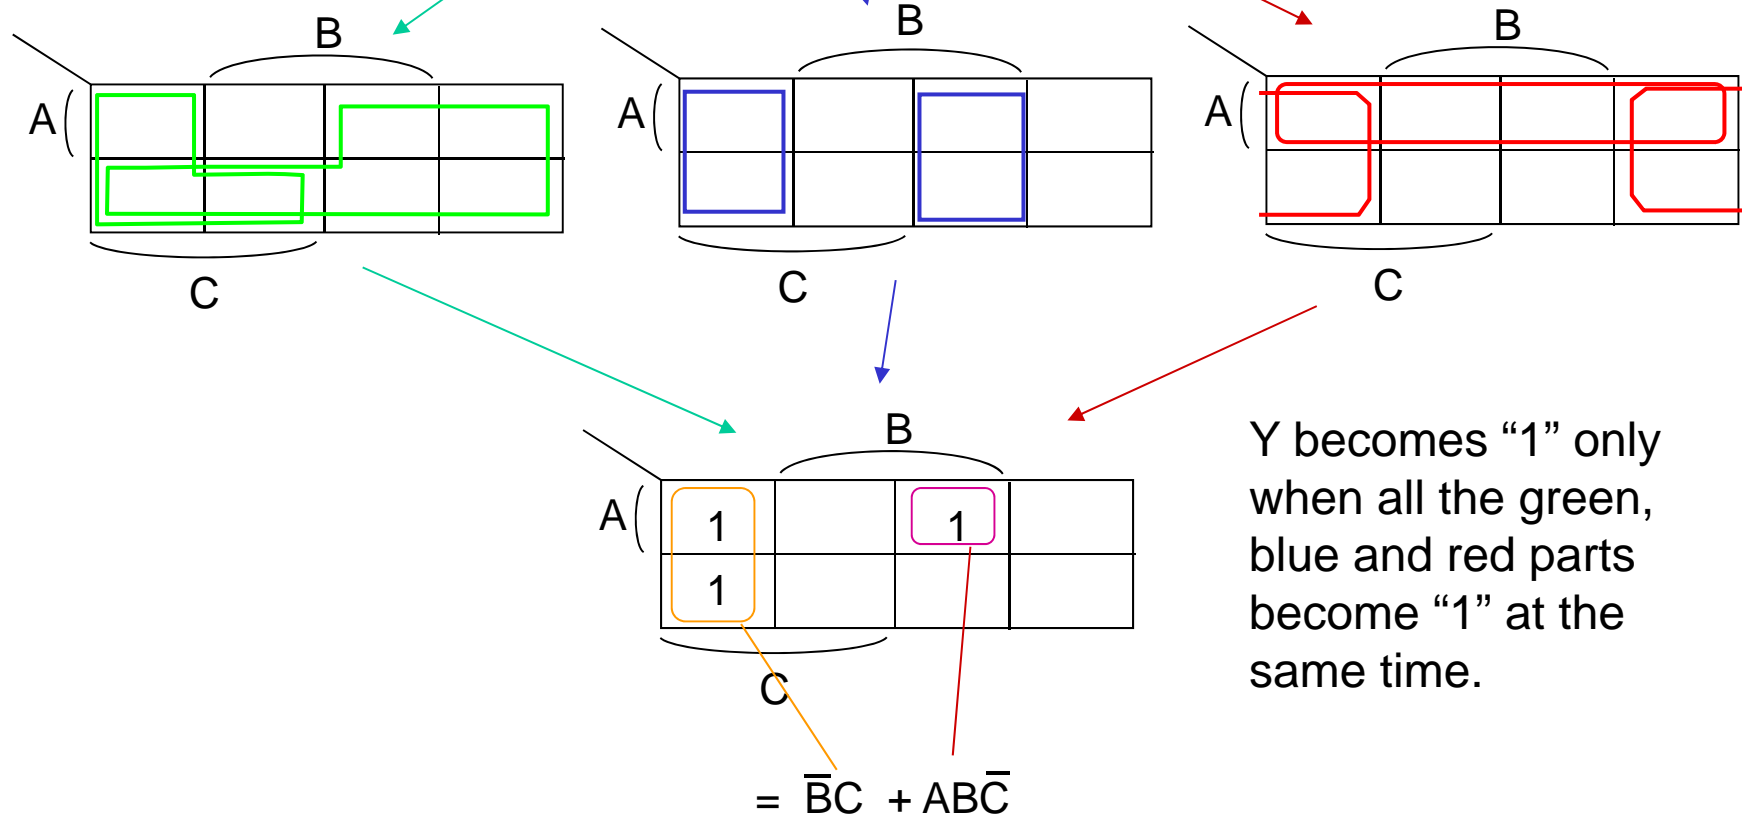 B
B
B
A
A
A
C
C
C
B
A
1
1
1
C
Y becomes “1” only
when all the green,
blue and red parts
become “1” at the
same time.
= B̅C + ABC̅